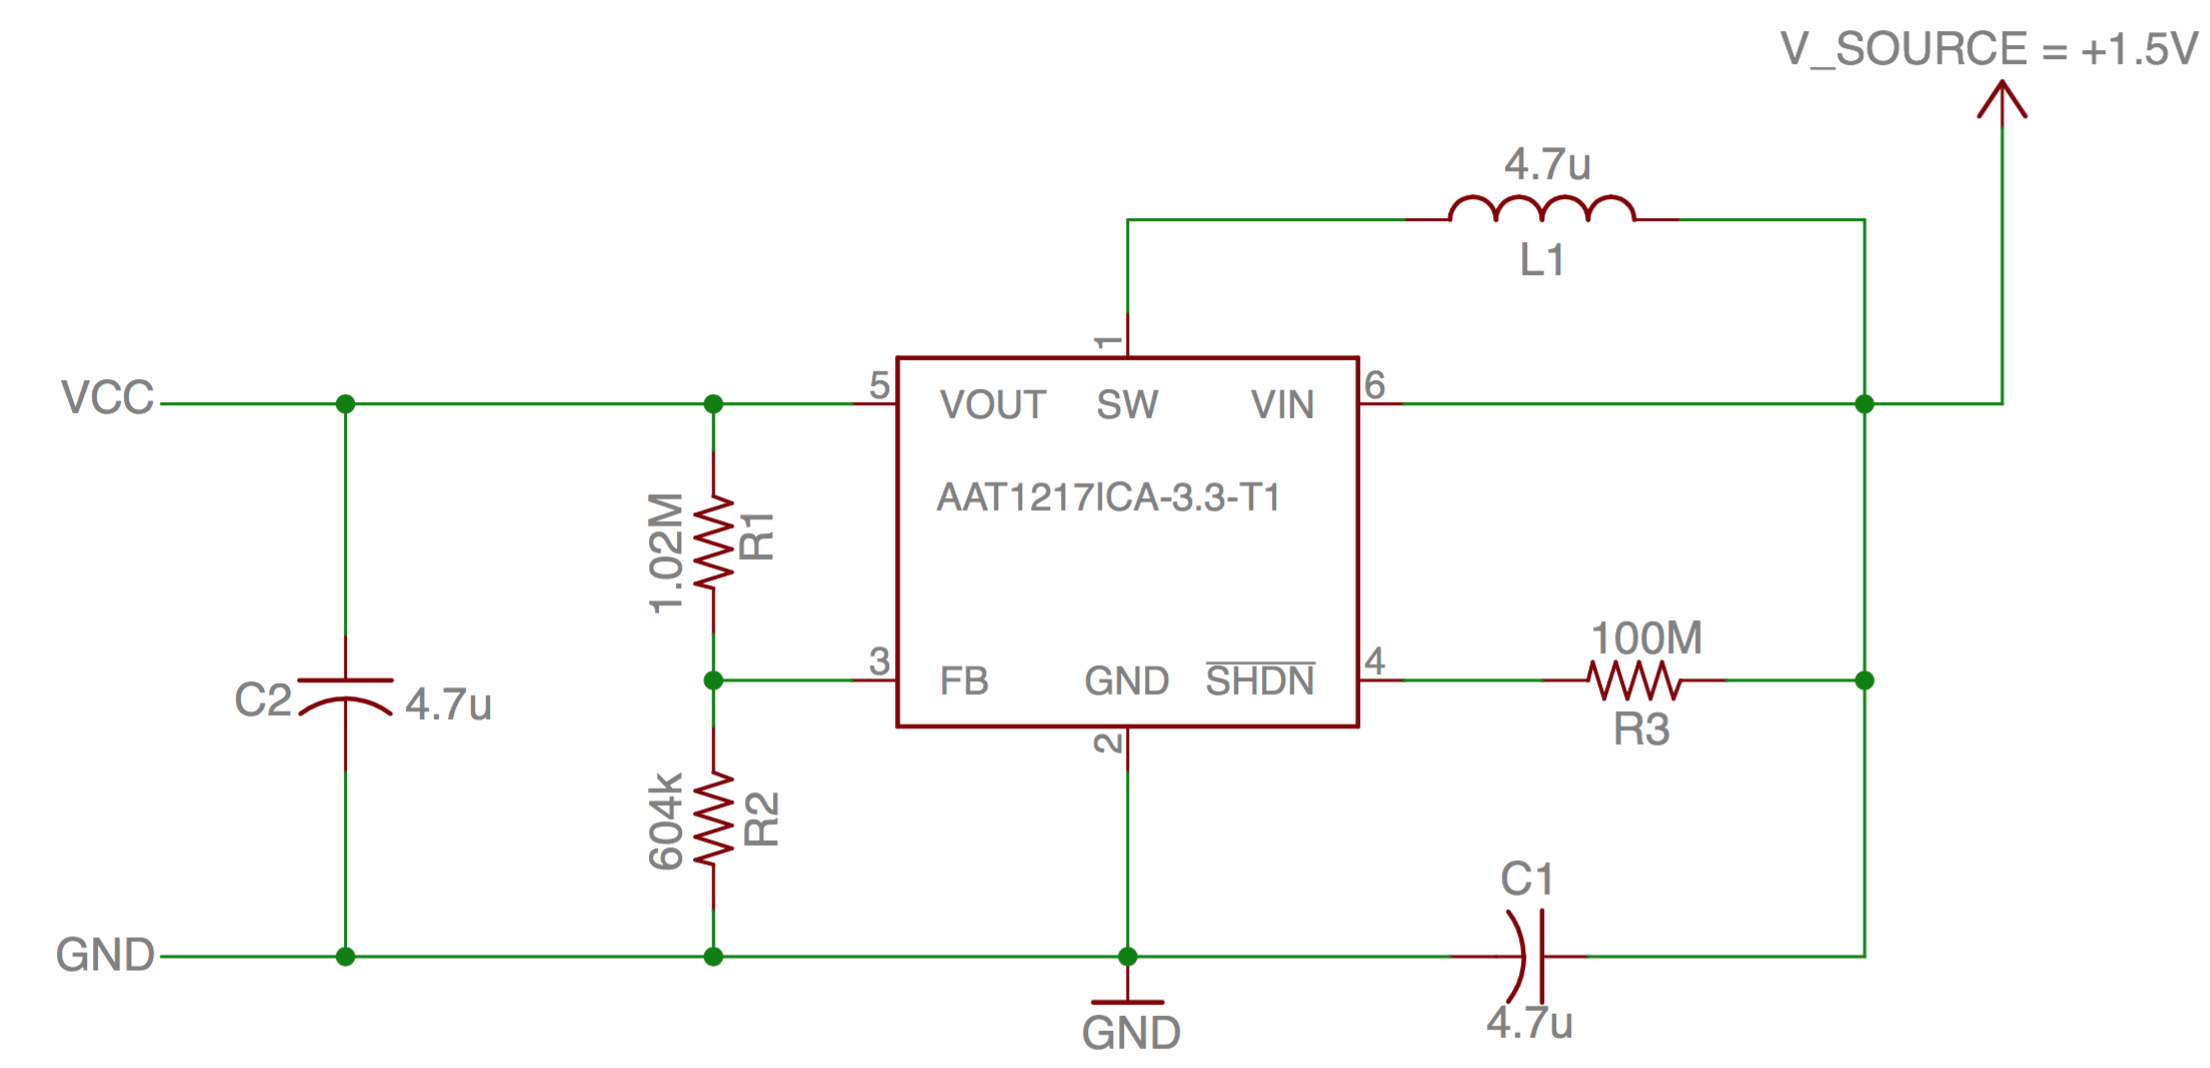 V_SOURCE = +1.5V
4.7u
L1
1
VCC
5
VOUT
SW
VIN
6
AAT1217ICA-3.3-T1
1.02M
R1
100M
3
FB
GND
SHDN
4
C2
4.7u
R3
2
604k
R2
C1
GND
4.7u
GND